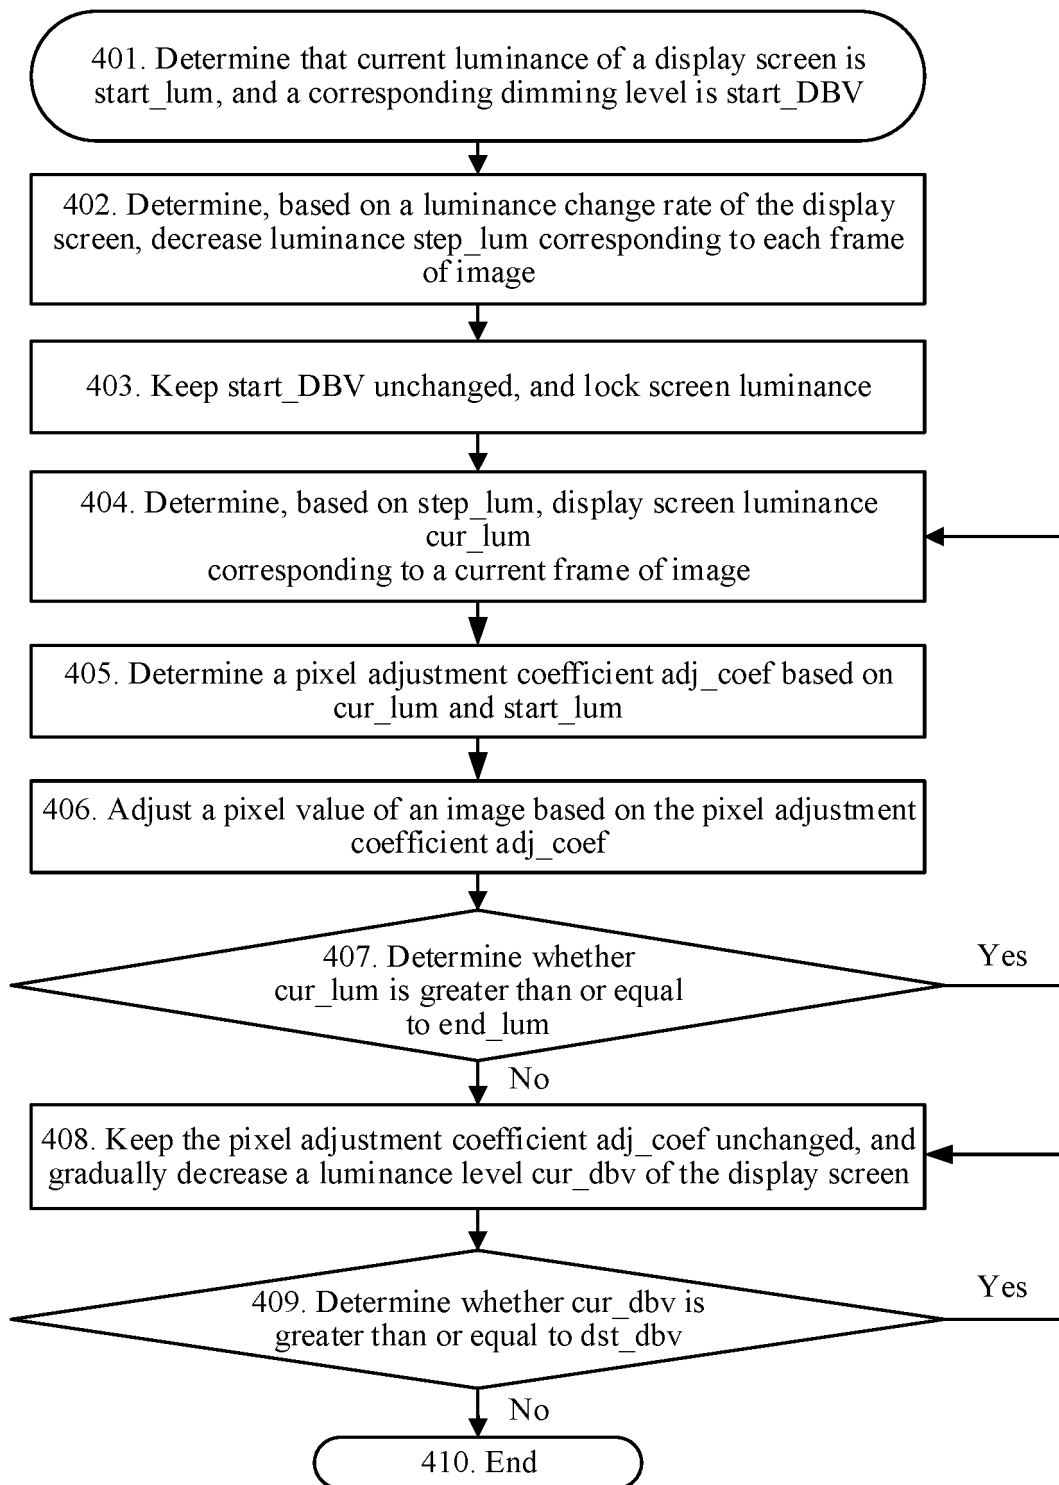 401. Determine that current luminance of a display screen is
start_lum, and a corresponding dimming level is start_DBV
402. Determine, based on a luminance change rate of the display
screen, decrease luminance step_lum corresponding to each frame
of image
403. Keep start_DBV unchanged, and lock screen luminance
404. Determine, based on step_lum, display screen luminance
cur_lum
corresponding to a current frame of image
405. Determine a pixel adjustment coefficient adj_coef based on
cur_lum and start_lum
406. Adjust a pixel value of an image based on the pixel adjustment
coefficient adj_coef
407. Determine whether
cur_lum is greater than or equal
to end_lum
Yes
No
408. Keep the pixel adjustment coefficient adj_coef unchanged, and
gradually decrease a luminance level cur_dbv of the display screen
409. Determine whether cur_dbv is
greater than or equal to dst_dbv
Yes
No
410. End